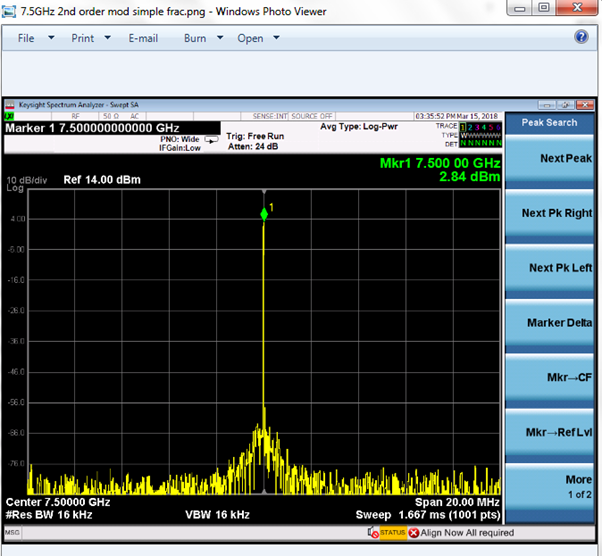 7.5GHz 2nd order mod simple frac.png - Windows Photo Viewer
File Print E-mail Burn Open
Keysight Spectrum Analyzer - Swept SA
LXI RF 50 Ω AC SENSE:INT SOURCE OFF 03:35:52 PM Mar 15, 2018
Marker 1 7.500000000000 GHz
PNO: Wide
IFGain:Low
Trig: Free Run
Atten: 24 dB
Avg Type: Log-Pwr
TRACE 1 2 3 4 5 6
TYPE
DET N N N N N N
Mkr1 7.500 00 GHz
2.84 dBm
10 dB/div Ref 14.00 dBm
Log
1
4.00
-6.00
-16.0
-26.0
-36.0
-46.0
-56.0
-66.0
-76.0
Center 7.50000 GHz Span 20.00 MHz
#Res BW 16 kHz VBW 16 kHz Sweep 1.667 ms (1001 pts)
MSG STATUS Align Now All required
Peak Search
Next Peak
Next Pk Right
Next Pk Left
Marker Delta
Mkr→CF
Mkr→Ref Lvl
More
1 of 2